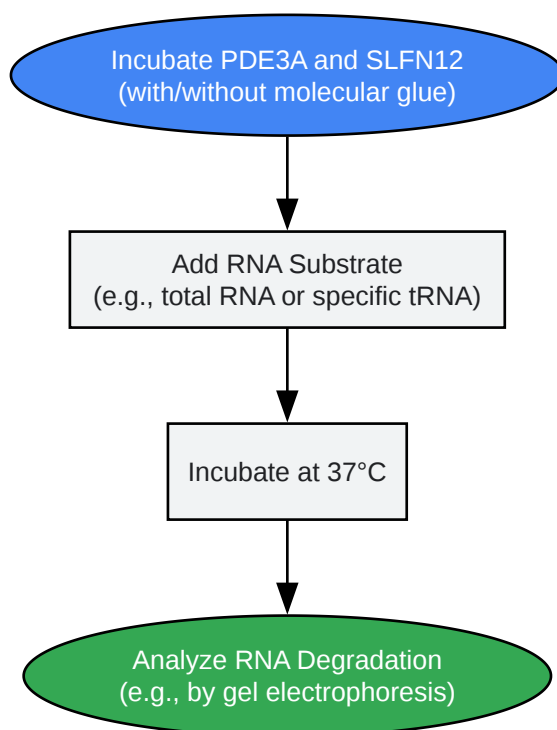 Incubate PDE3A and SLFN12
(with/without molecular glue)
Add RNA Substrate
(e.g., total RNA or specific tRNA)
Incubate at 37°C
Analyze RNA Degradation
(e.g., by gel electrophoresis)